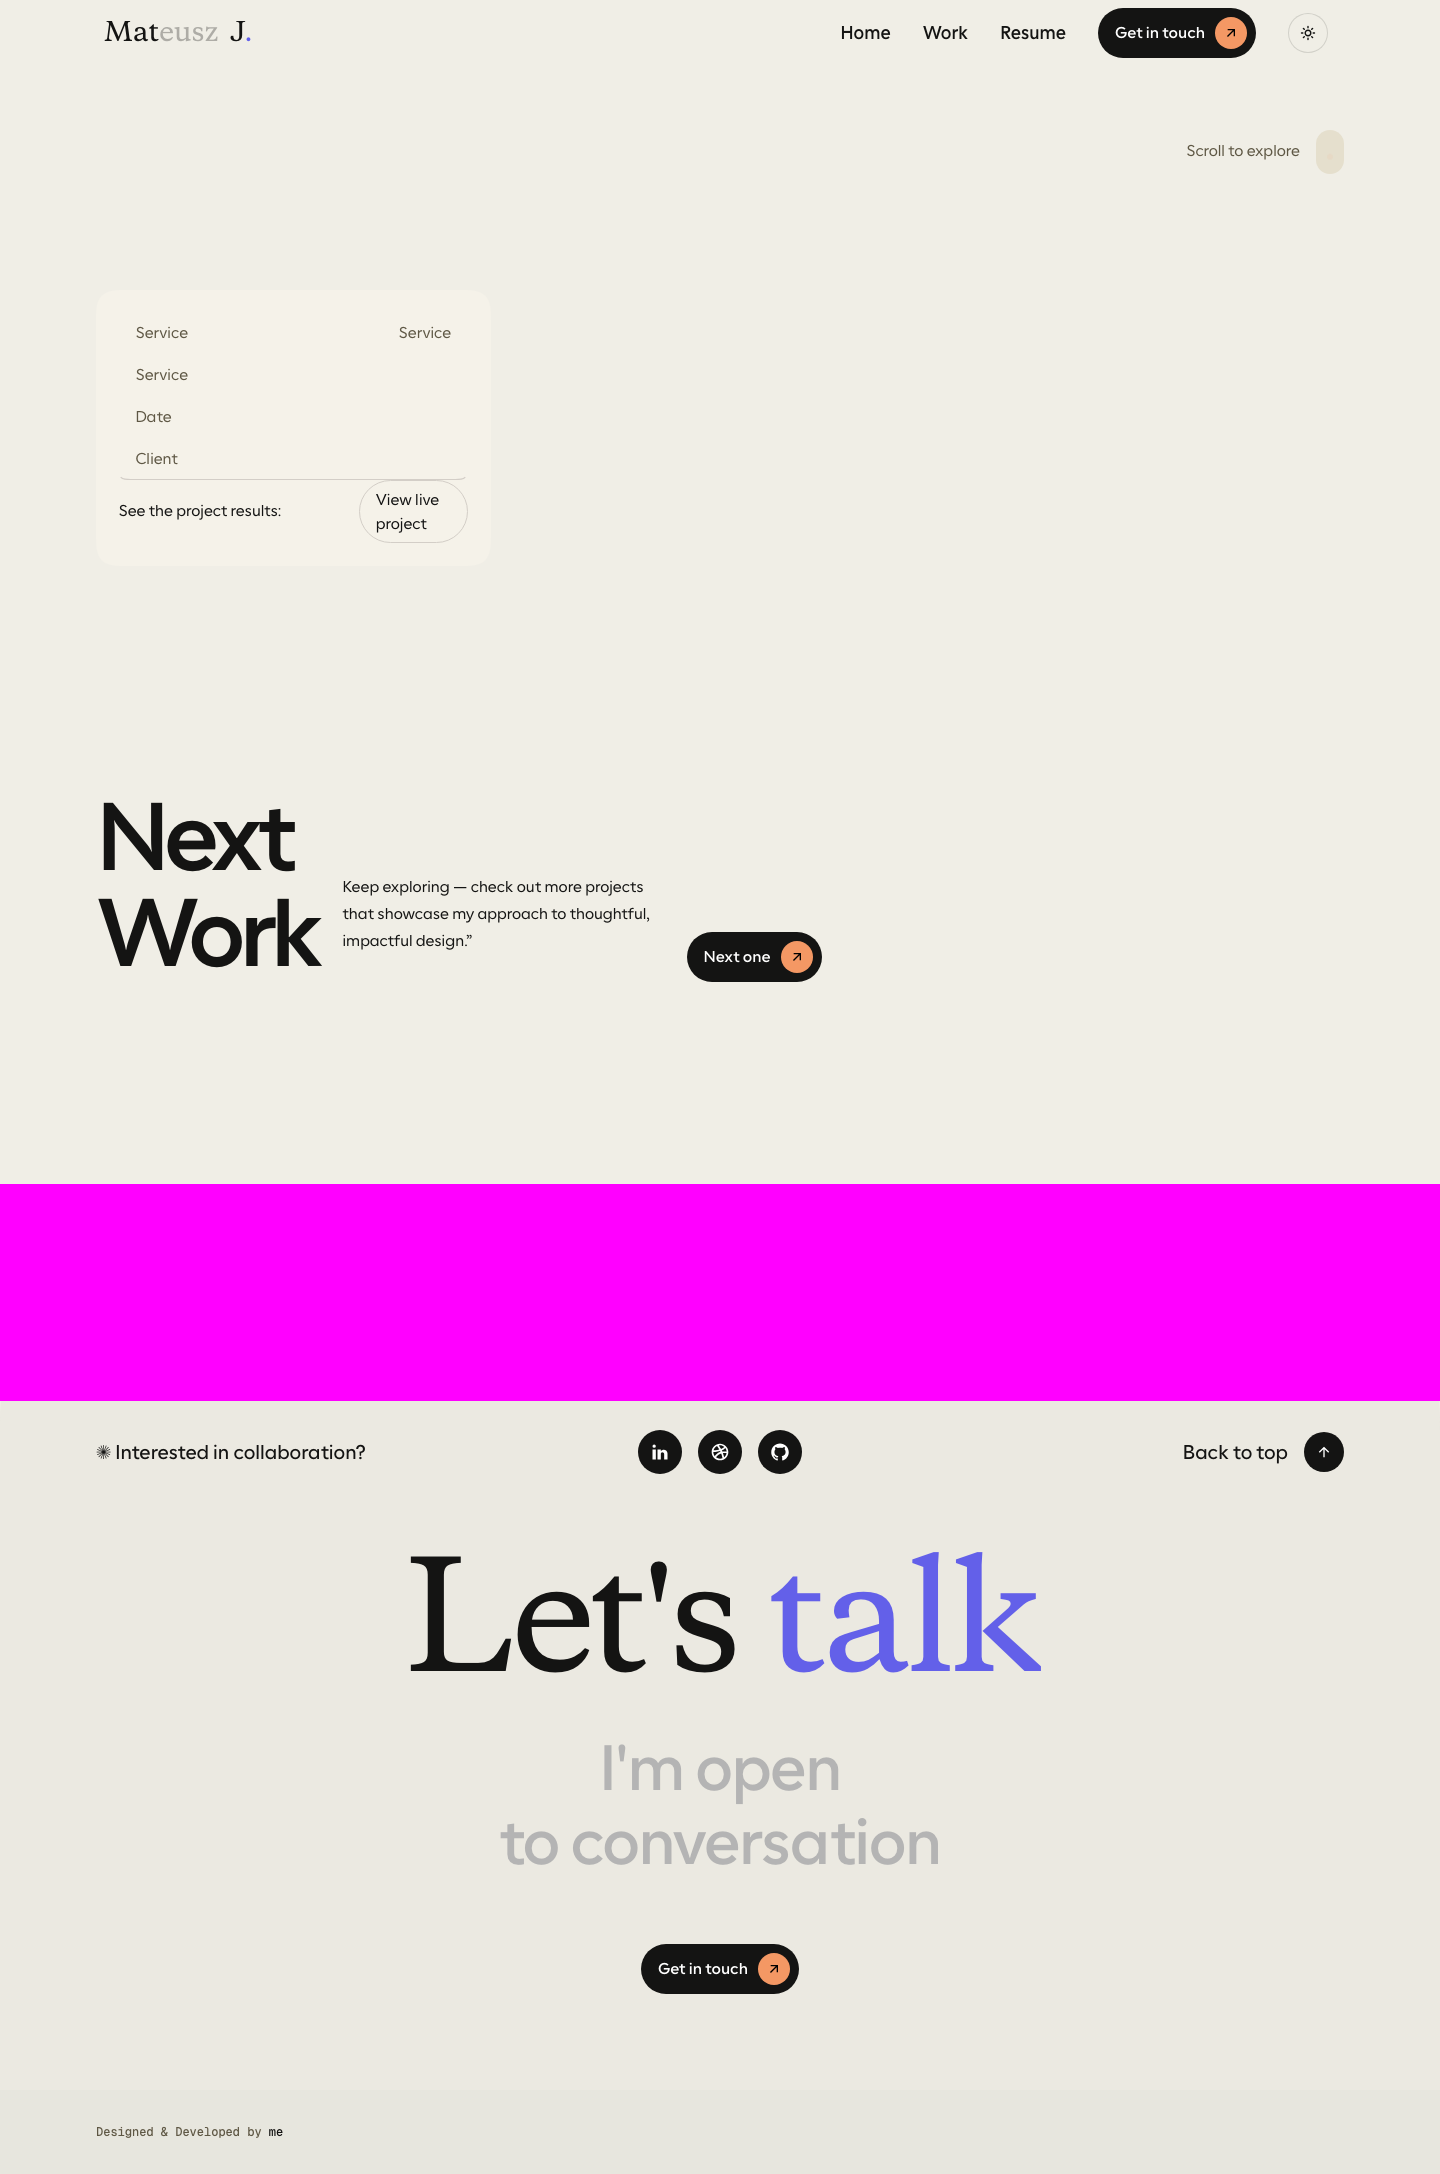 Mateusz J.
Home
Work
Resume
Get in touch
Scroll to explore
Service
Service
Service
Date
Client
See the project results:
View live
project
Next
Work
Keep exploring — check out more projects
that showcase my approach to thoughtful,
impactful design.”
Next one
✺ Interested in collaboration?
in
Back to top
Let's talk
I'm open
to conversation
Get in touch
Designed & Developed by me